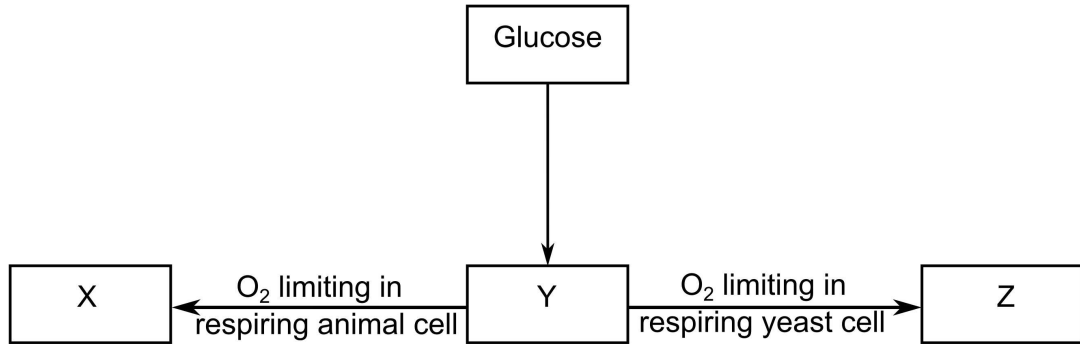 Glucose
X
O₂ limiting in
respiring animal cell
Y
O₂ limiting in
respiring yeast cell
Z